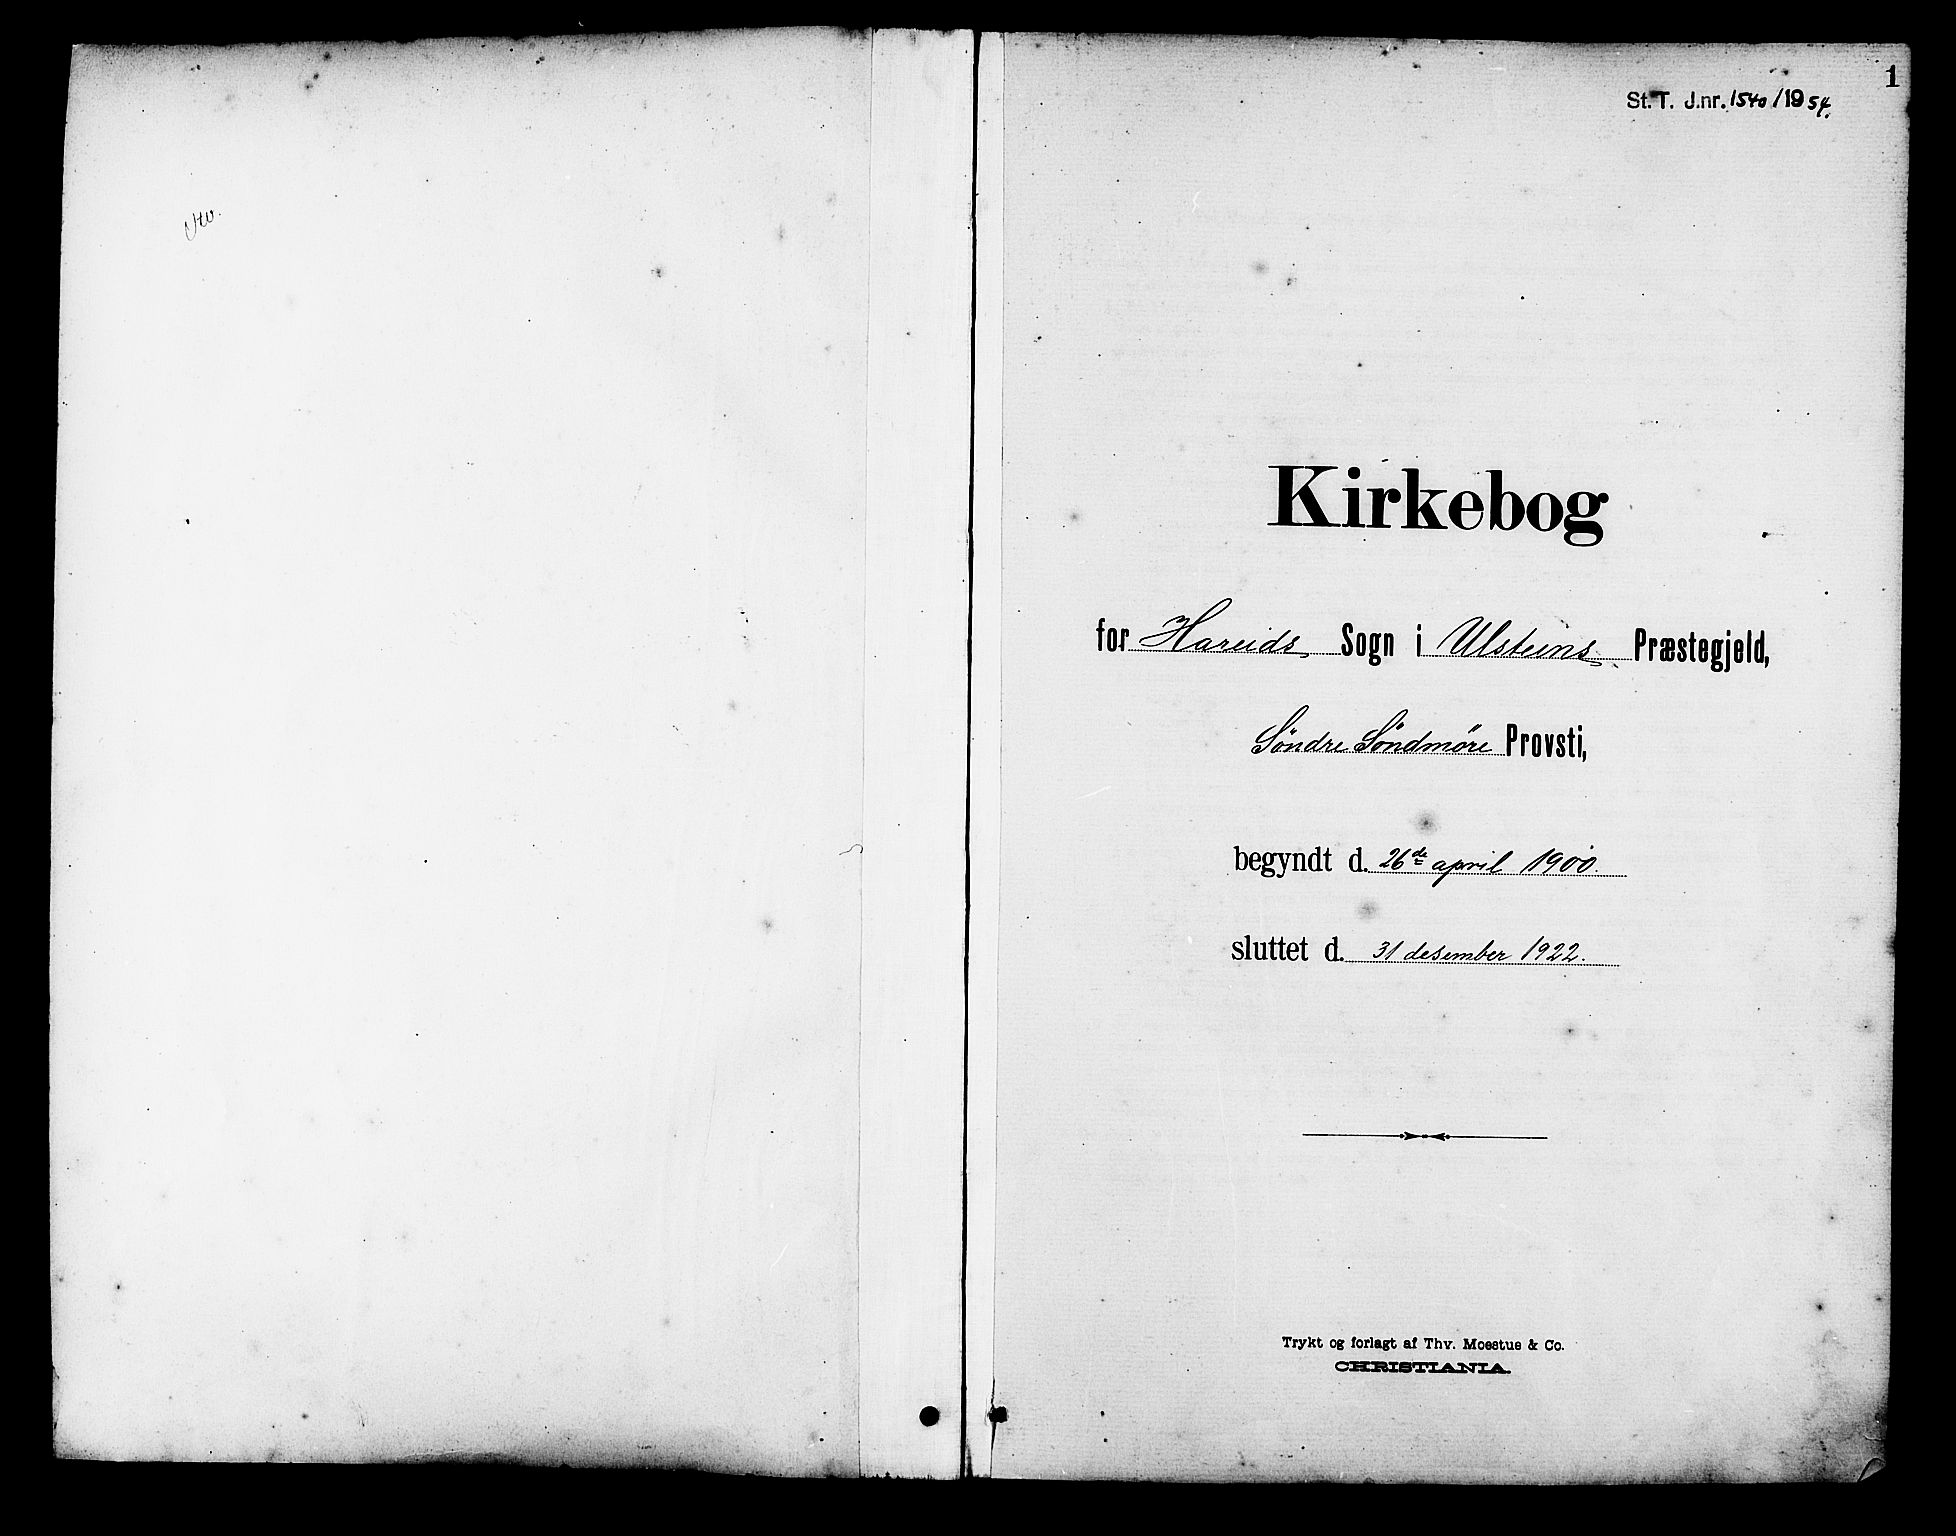 1
St. T. J.nr. 1540/1954.
Kirkebog
for Hareids Sogn i Ulsteins Præstegjeld,
Söndre Söndmøre Provsti,
begyndt d. 26de april 1900.
sluttet d. 31 desember 1922.
Trykt og forlagt af Thv. Moestue & Co.
CHRISTIANIA.